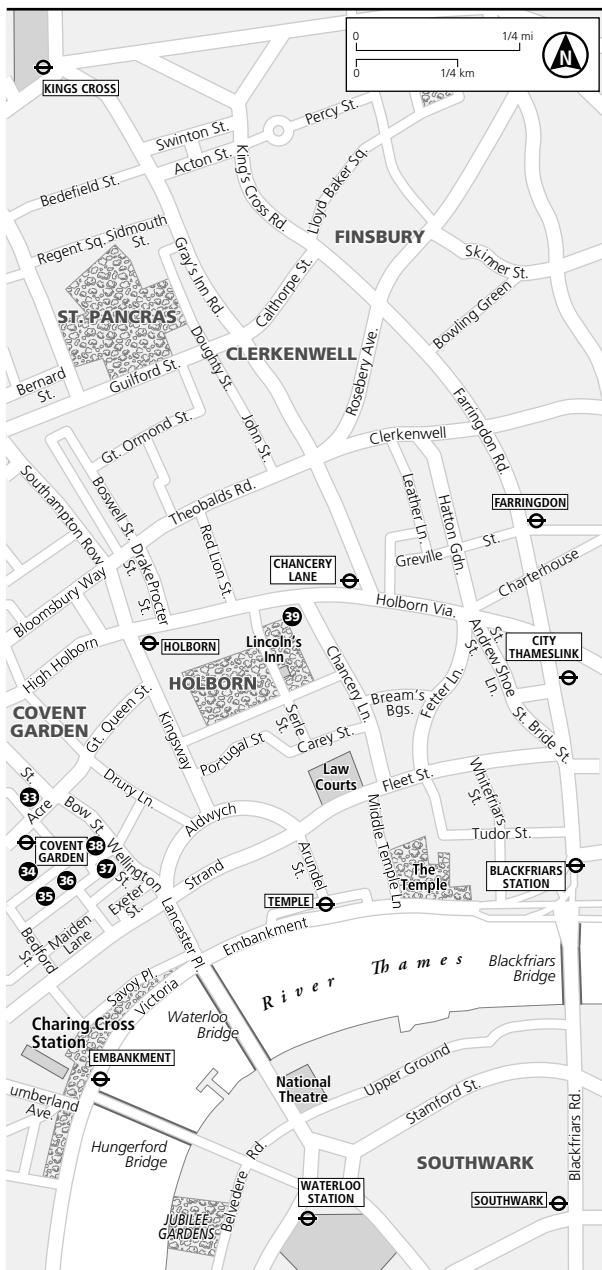 0 1/4 mi
0 1/4 km
N
KINGS CROSS
Percy St.
Swinton St.
Acton St.
Bedefield St.
King's Cross Rd.
Lloyd Baker Sq.
FINSBURY
Regent Sq.
Sidmouth
St.
Gray's Inn Rd.
Skinner St.
Calthorpe St.
ST. PANCRAS
Bowling Green
CLERKENWELL
Doughty St.
Rosebery Ave.
Bernard
St.
Guilford St.
Farringdon Rd.
John St.
Clerkenwell
Gt. Ormond St.
Southampton Row
Boswell St.
Theobalds Rd.
Leather Ln.
Hatton Gdn.
FARRINGDON
Red Lion St.
Drake
St.
Procter
St.
Greville St.
CHANCERY
LANE
Charterhouse
St.
Bloomsbury Way
Holborn Via.
39
HOLBORN
Lincoln's
Inn
CITY
THAMESLINK
High Holborn
St. Andrew
Shoe
Ln.
HOLBORN
Chancery Ln.
Bream's
Bgs.
Fetter Ln.
COVENT
GARDEN
Gt. Queen St.
Kingsway
Serle
St.
Carey St.
St. Bride St.
Portugal St
Law
Courts
Fleet St.
Whitefriars
St.
33
St.
Acre
Drury Ln.
Bow St.
Aldwych
Middle Temple Ln
Tudor St.
COVENT
GARDEN
38
Wellington
St.
34
36
37
35
Strand
Arundel
St.
The
Temple
BLACKFRIARS
STATION
Exeter
St.
TEMPLE
Maiden
Lane
Bedford
St.
Lancaster Pl.
Embankment
Savoy Pl.
Victoria
River Thames
Blackfriars
Bridge
Waterloo
Bridge
Charing Cross
Station
EMBANKMENT
National
Theatre
Upper Ground
Stamford St.
umberland
Ave.
Hungerford
Bridge
Belvedere Rd.
SOUTHWARK
Blackfriars Rd.
WATERLOO
STATION
SOUTHWARK
JUBILEE
GARDENS